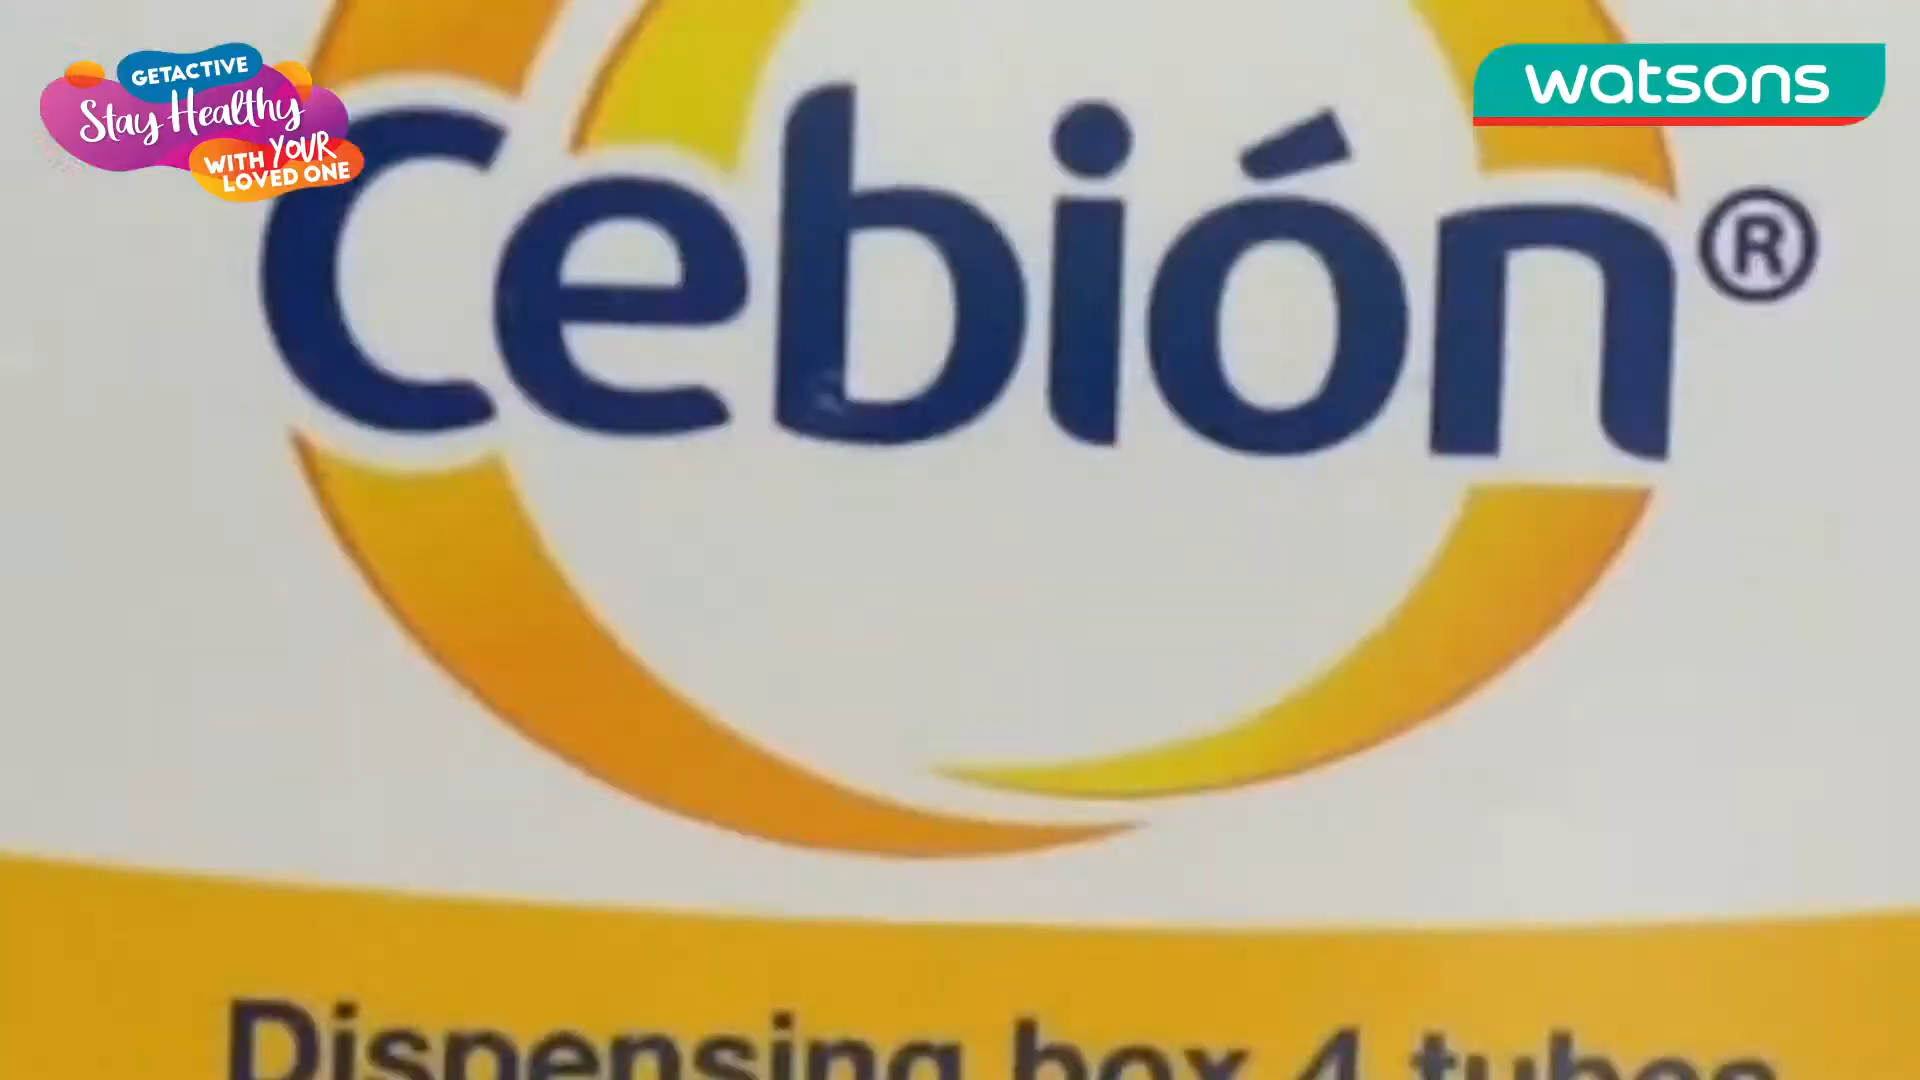 GETACTIVE
Stay Healthy
WITH YOUR
LOVED ONE
watsons
Cebión®
Dispensing box 4 tubes